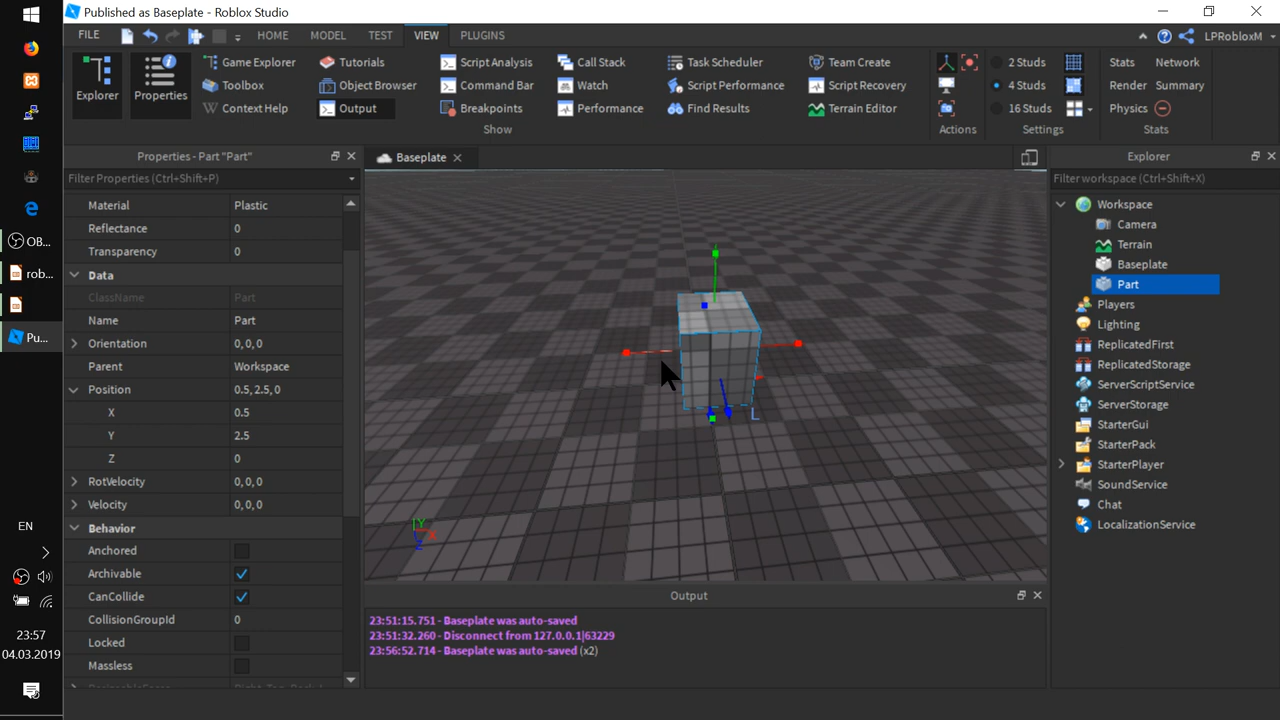 Published as Baseplate - Roblox Studio
FILE HOME MODEL TEST VIEW PLUGINS LPRobloxM
Explorer
Properties
Game Explorer
Toolbox
Context Help
Tutorials
Object Browser
Output
Script Analysis
Command Bar
Breakpoints
Call Stack
Watch
Performance
Task Scheduler
Script Performance
Find Results
Team Create
Script Recovery
Terrain Editor
Show
Actions
2 Studs
4 Studs
16 Studs
Settings
Stats Network
Render Summary
Physics
Stats
Properties - Part "Part"
Filter Properties (Ctrl+Shift+P)
Material Plastic
Reflectance 0
Transparency 0
Data
ClassName Part
Name Part
Orientation 0, 0, 0
Parent Workspace
Position 0.5, 2.5, 0
X 0.5
Y 2.5
Z 0
RotVelocity 0, 0, 0
Velocity 0, 0, 0
Behavior
Anchored
Archivable
CanCollide
CollisionGroupId 0
Locked
Massless
Baseplate
L
Y
X
Z
Output
23:51:15.751 - Baseplate was auto-saved
23:51:32.260 - Disconnect from 127.0.0.1|63229
23:56:52.714 - Baseplate was auto-saved (x2)
Explorer
Filter workspace (Ctrl+Shift+X)
Workspace
Camera
Terrain
Baseplate
Part
Players
Lighting
ReplicatedFirst
ReplicatedStorage
ServerScriptService
ServerStorage
StarterGui
StarterPack
StarterPlayer
SoundService
Chat
LocalizationService
OB...
rob...
Pu...
EN
23:57
04.03.2019